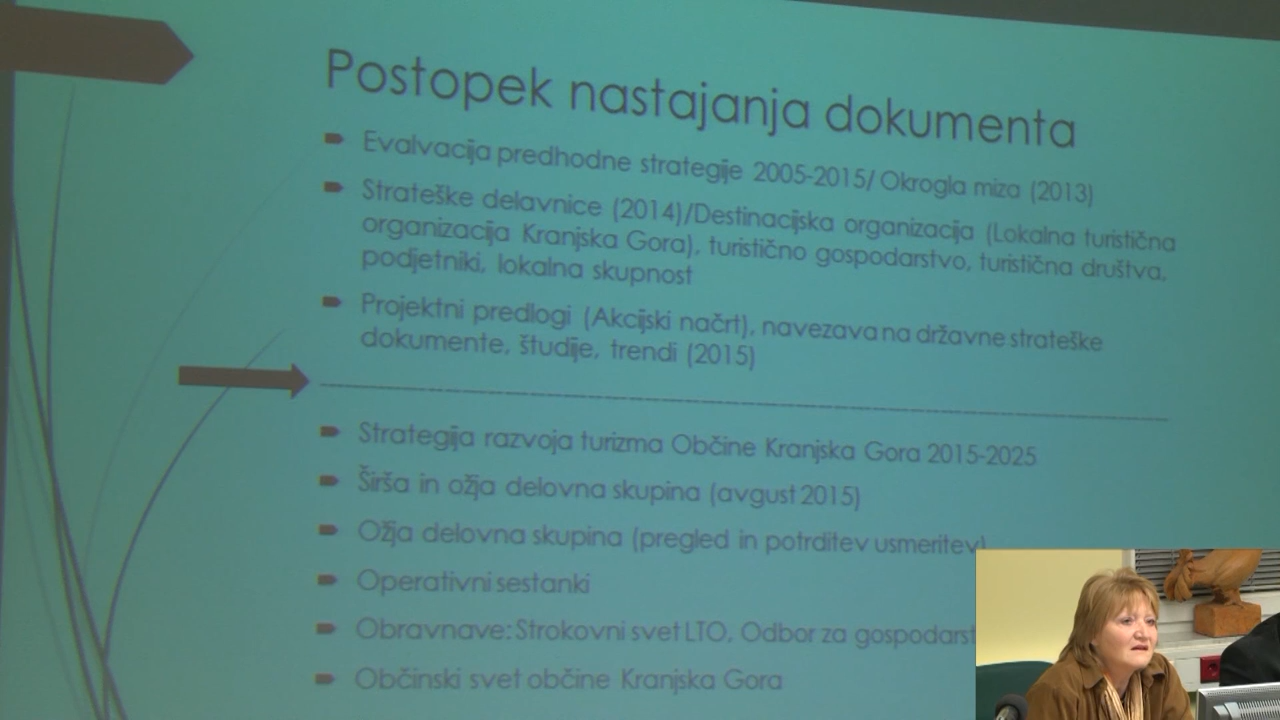 Postopek nastajanja dokumenta
Evalvacija predhodne strategije 2005-2015/ Okrogla miza (2013)
Strateške delavnice (2014)/Destinacijska organizacija (Lokalna turistična
organizacija Kranjska Gora), turistično gospodarstvo, turistična društva,
podjetniki, lokalna skupnost
Projektni predlogi (Akcijski načrt), navezava na državne strateške
dokumente, študije, trendi (2015)
Strategija razvoja turizma Občine Kranjska Gora 2015-2025
Širša in ožja delovna skupina (avgust 2015)
Ožja delovna skupina (pregled in potrditev usmeritev)
Operativni sestanki
Obravnave: Strokovni svet LTO, Odbor za
Občinski svet občine Kranjska Gora